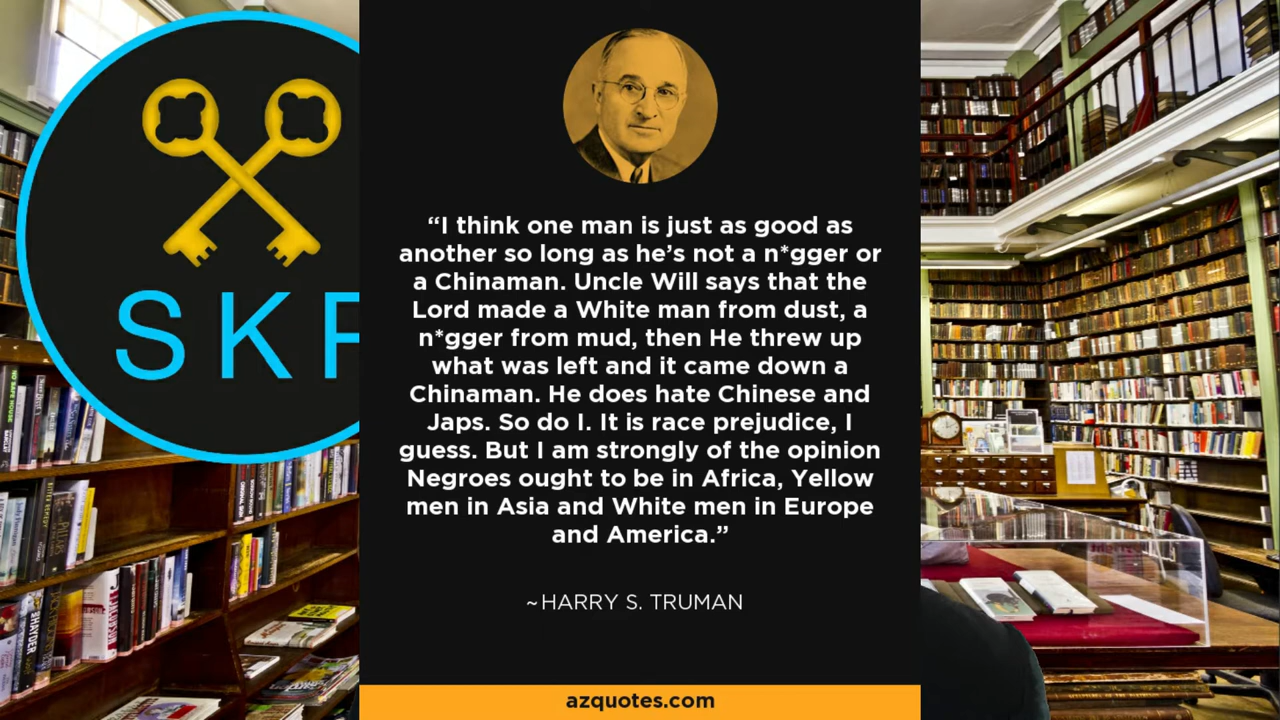 SKF
“I think one man is just as good as
another so long as he’s not a n*gger or
a Chinaman. Uncle Will says that the
Lord made a White man from dust, a
n*gger from mud, then He threw up
what was left and it came down a
Chinaman. He does hate Chinese and
Japs. So do I. It is race prejudice, I
guess. But I am strongly of the opinion
Negroes ought to be in Africa, Yellow
men in Asia and White men in Europe
and America.”
~HARRY S. TRUMAN
azquotes.com